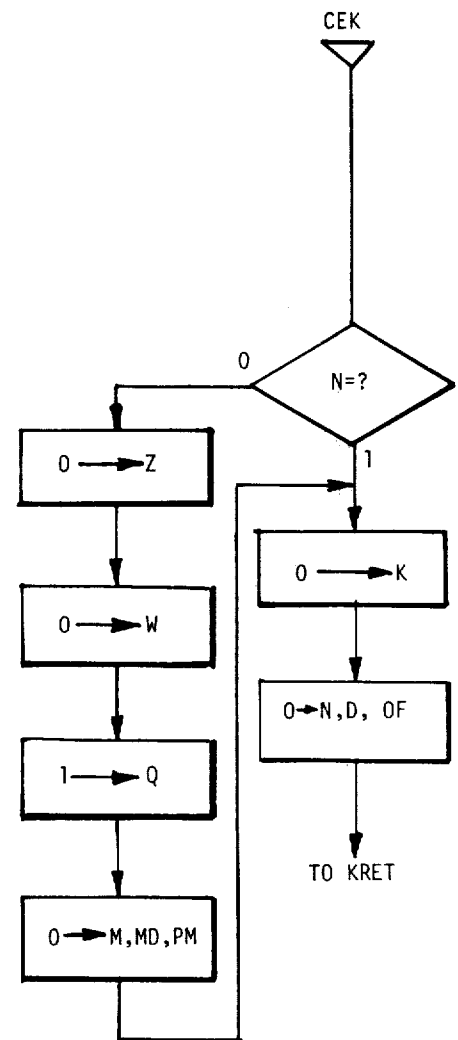 CEK
N=?
0
1
0 → Z
0 → W
1 → Q
0 → M,MD,PM
0 → K
0→N,D, OF
TO KRET